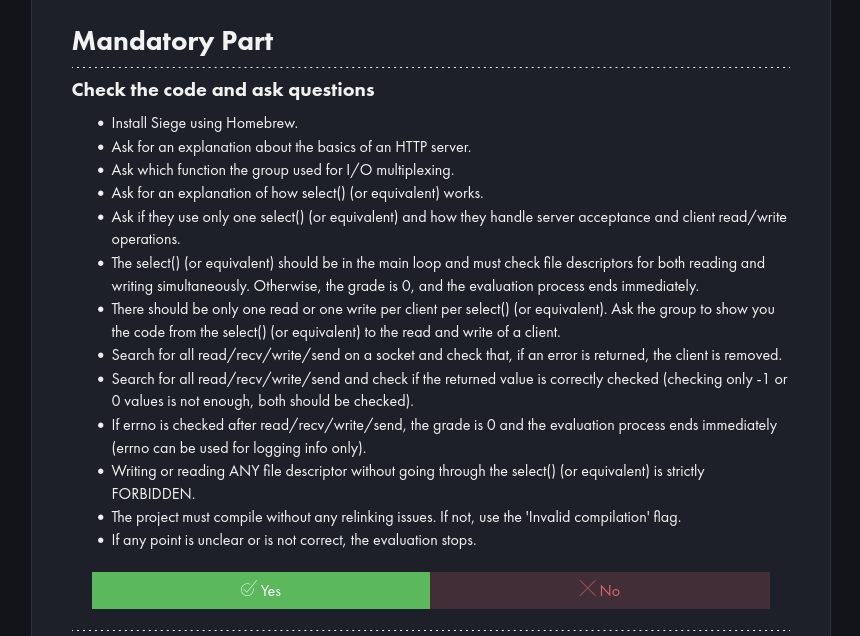 Mandatory Part
Check the code and ask questions
• Install Siege using Homebrew.
• Ask for an explanation about the basics of an HTTP server.
• Ask which function the group used for I/O multiplexing.
• Ask for an explanation of how select() (or equivalent) works.
• Ask if they use only one select() (or equivalent) and how they handle server acceptance and client read/write
operations.
• The select() (or equivalent) should be in the main loop and must check file descriptors for both reading and
writing simultaneously. Otherwise, the grade is 0, and the evaluation process ends immediately.
• There should be only one read or one write per client per select() (or equivalent). Ask the group to show you
the code from the select() (or equivalent) to the read and write of a client.
• Search for all read/recv/write/send on a socket and check that, if an error is returned, the client is removed.
• Search for all read/recv/write/send and check if the returned value is correctly checked (checking only -1 or
0 values is not enough, both should be checked).
• If errno is checked after read/recv/write/send, the grade is 0 and the evaluation process ends immediately
(errno can be used for logging info only).
• Writing or reading ANY file descriptor without going through the select() (or equivalent) is strictly
FORBIDDEN.
• The project must compile without any relinking issues. If not, use the 'Invalid compilation' flag.
• If any point is unclear or is not correct, the evaluation stops.
Yes
No